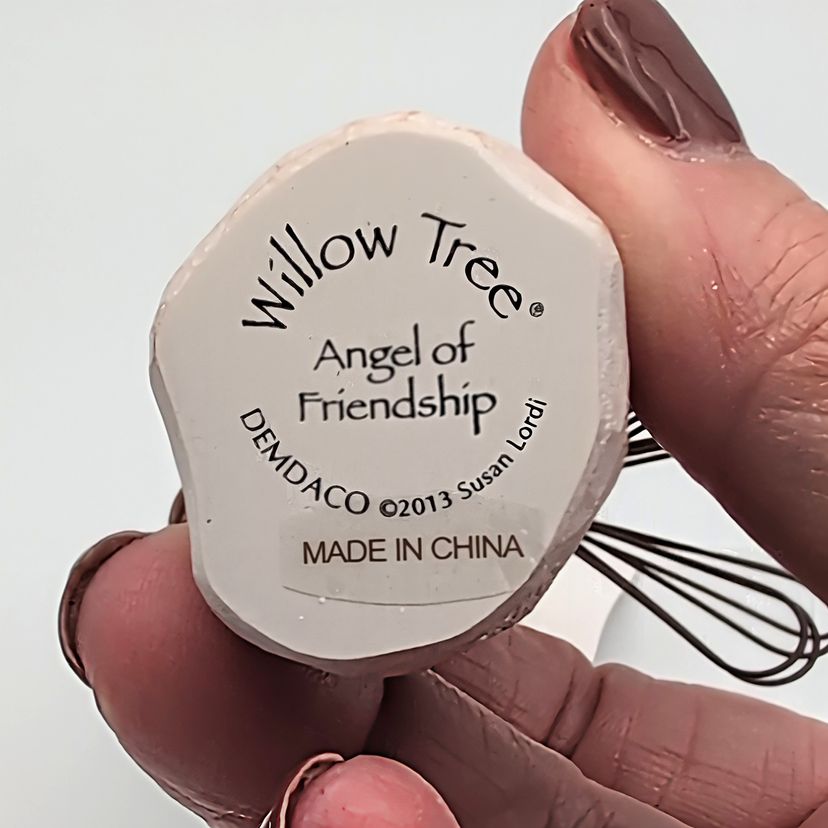 Willow Tree®
Angel of
Friendship
DEMDACO ©2013 Susan Lordi
MADE IN CHINA